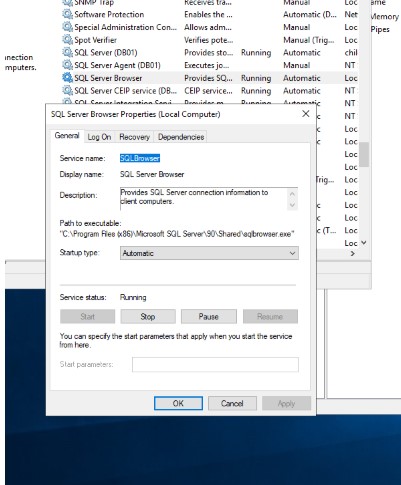 SNMP Trap Receives tra... Manual Loc ame
Software Protection Enables the ... Automatic (D... Net Memory
Special Administration Con... Allows adm... Manual Loc Pipes
Spot Verifier Verifies pote... Manual (Trig... Loc
nnection SQL Server (DB01) Provides sto... Running Automatic chil
mputers. SQL Server Agent (DB01) Executes jo... Manual NT
SQL Server Browser Provides SQ... Running Automatic Loc
SQL Server CEIP service (DB... CEIP service... Running Automatic NT
SQL Server Integration Servi... Provides m... Running Automatic NT
SQL Server Browser Properties (Local Computer)
General Log On Recovery Dependencies
Service name: SQLBrowser
Display name: SQL Server Browser
Description: Provides SQL Server connection information to
client computers.
Path to executable:
"C:\Program Files (x86)\Microsoft SQL Server\90\Shared\sqlbrowser.exe"
Startup type: Automatic
Service status: Running
Start Stop Pause Resume
You can specify the start parameters that apply when you start the service
from here.
Start parameters:
OK Cancel Apply
c NT
c Loc
Loc
Loc
Loc
Trig... Loc
Loc
c Loc
c Loc
c (T... Loc
Loc